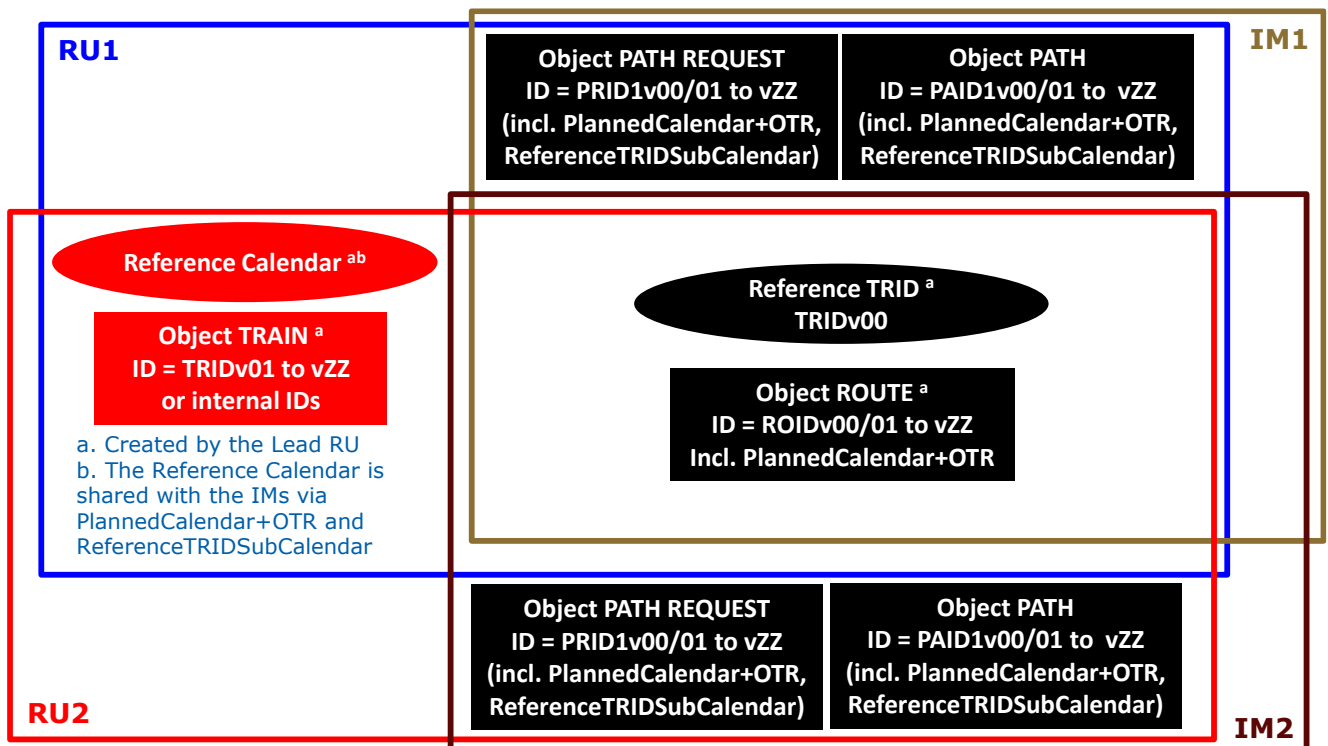 RU1
IM1
Object PATH REQUEST
ID = PRID1v00/01 to vZZ
(incl. PlannedCalendar+OTR,
ReferenceTRIDSubCalendar)
Object PATH
ID = PAID1v00/01 to  vZZ
(incl. PlannedCalendar+OTR,
ReferenceTRIDSubCalendar)
Reference Calendar ab
Object TRAIN a
ID = TRIDv01 to vZZ
or internal IDs
a. Created by the Lead RU
b. The Reference Calendar is
shared with the IMs via
PlannedCalendar+OTR and
ReferenceTRIDSubCalendar
Reference TRID a
TRIDv00
Object ROUTE a
ID = ROIDv00/01 to vZZ
Incl. PlannedCalendar+OTR
Object PATH REQUEST
ID = PRID1v00/01 to vZZ
(incl. PlannedCalendar+OTR,
ReferenceTRIDSubCalendar)
Object PATH
ID = PAID1v00/01 to  vZZ
(incl. PlannedCalendar+OTR,
ReferenceTRIDSubCalendar)
RU2
IM2